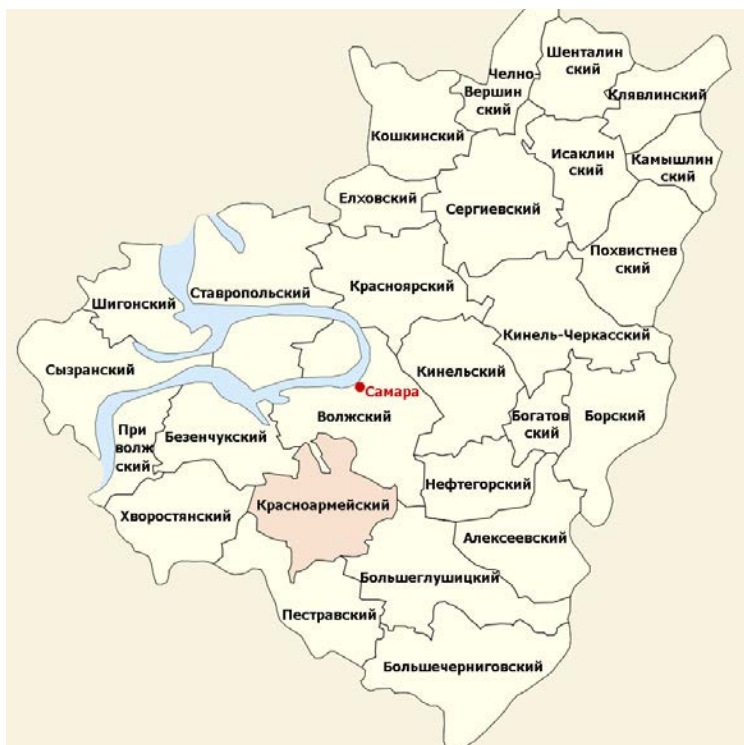 Шенталин
ский
Челно-
Вершин
ский
Клявлинский
Кошкинский
Исаклин
ский
Камышлин
ский
Елховский
Сергиевский
Похвистнев
ский
Шигонский
Ставропольский
Красноярский
Кинель-Черкасский
Сызранский
Кинельский
Самара
Волжский
Богатов
ский
Борский
При
волж
ский
Безенчукский
Нефтегорский
Хворостянский
Красноармейский
Алексеевский
Большеглушицкий
Пестравский
Большечерниговский